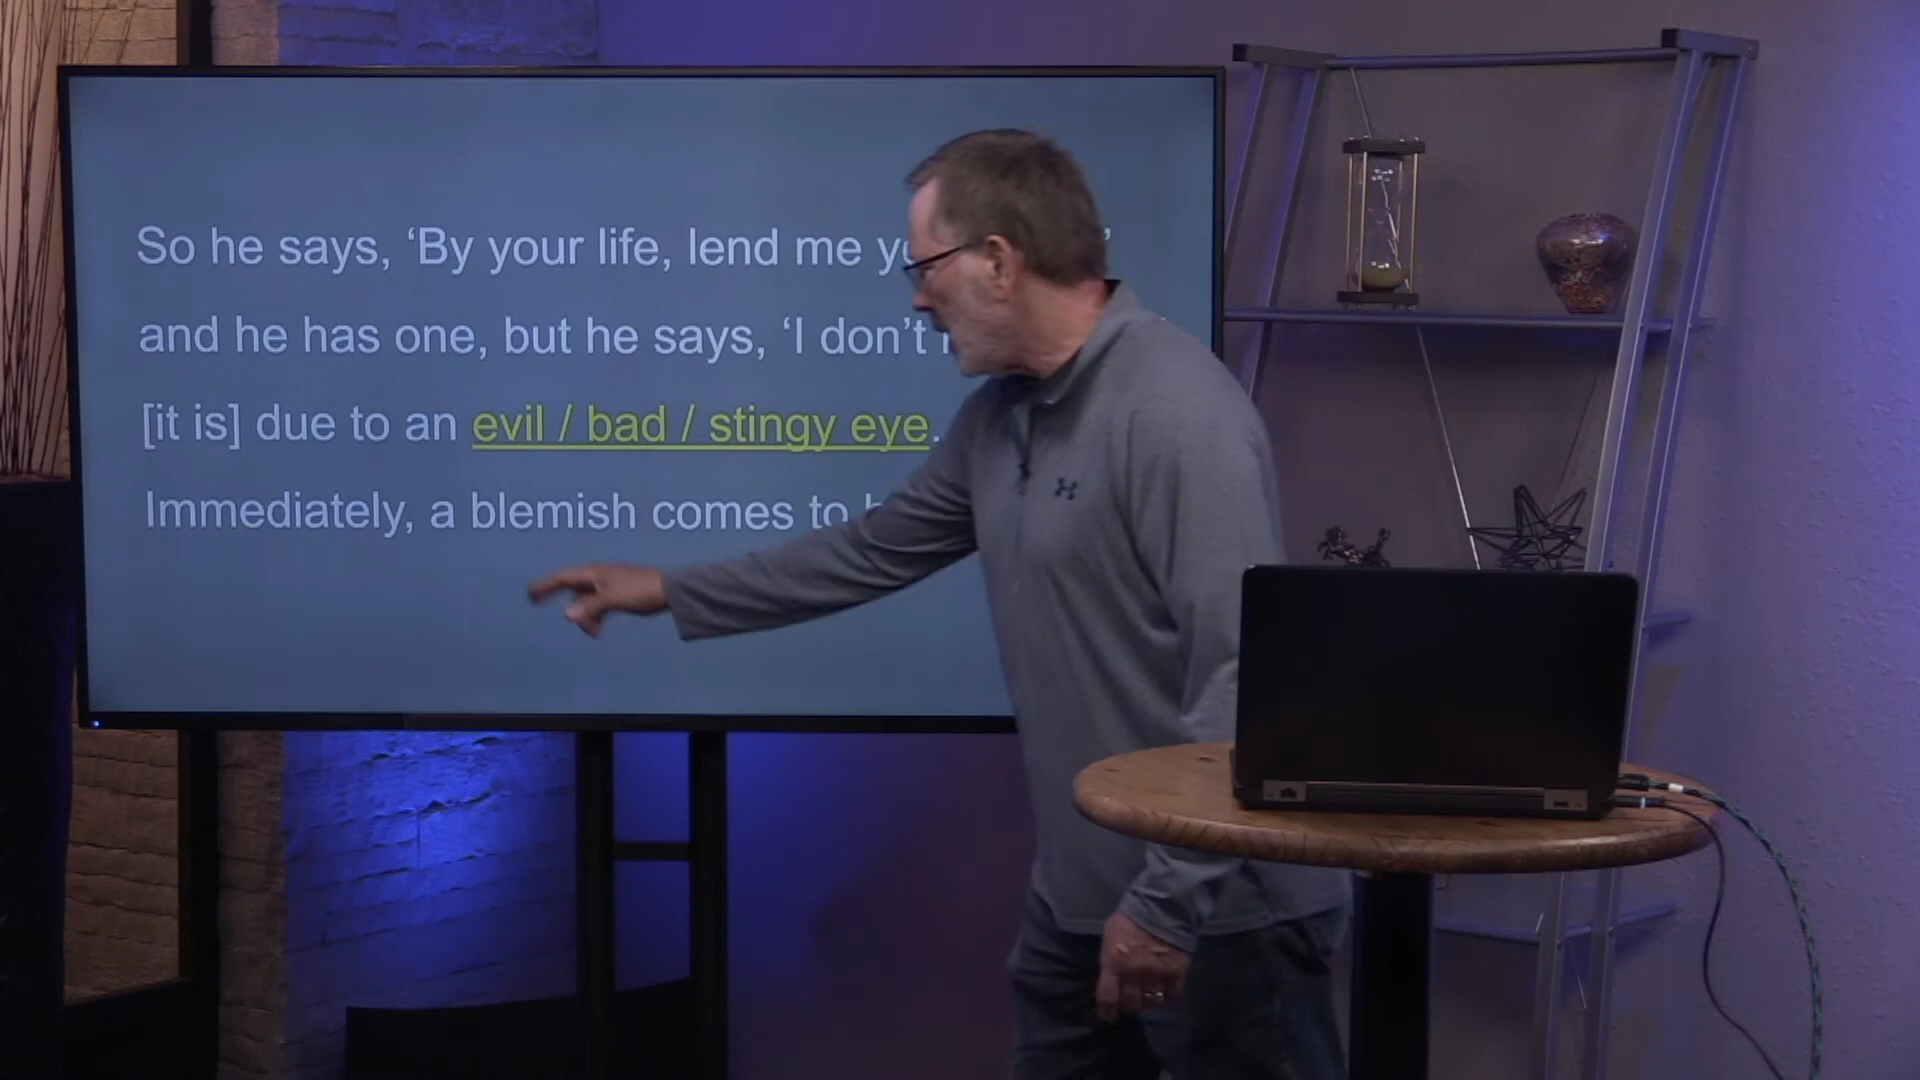 So he says, ‘By your life, lend me
and he has one, but he says, ‘I don’t
[it is] due to an evil / bad / stingy eye.
Immediately, a blemish comes to